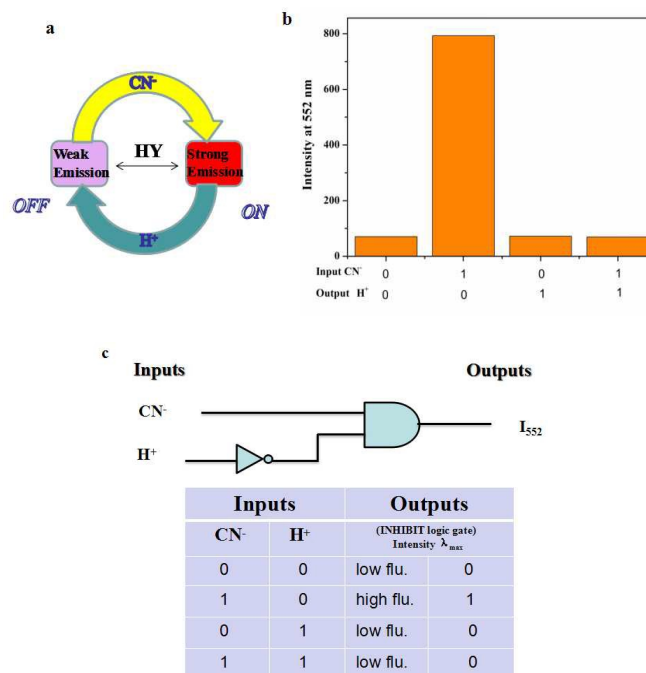 a
CN-
Weak Emission
HY
Strong Emission
OFF
ON
H+
b
Intensity at 552 nm
800
600
400
200
0
Input CN- 0 1 0 1
Output H+ 0 0 1 1
c
Inputs Outputs
CN-
H+
I552
Inputs Outputs
CN- H+ (INHIBIT logic gate)
Intensity λmax
0 0 low flu. 0
1 0 high flu. 1
0 1 low flu. 0
1 1 low flu. 0